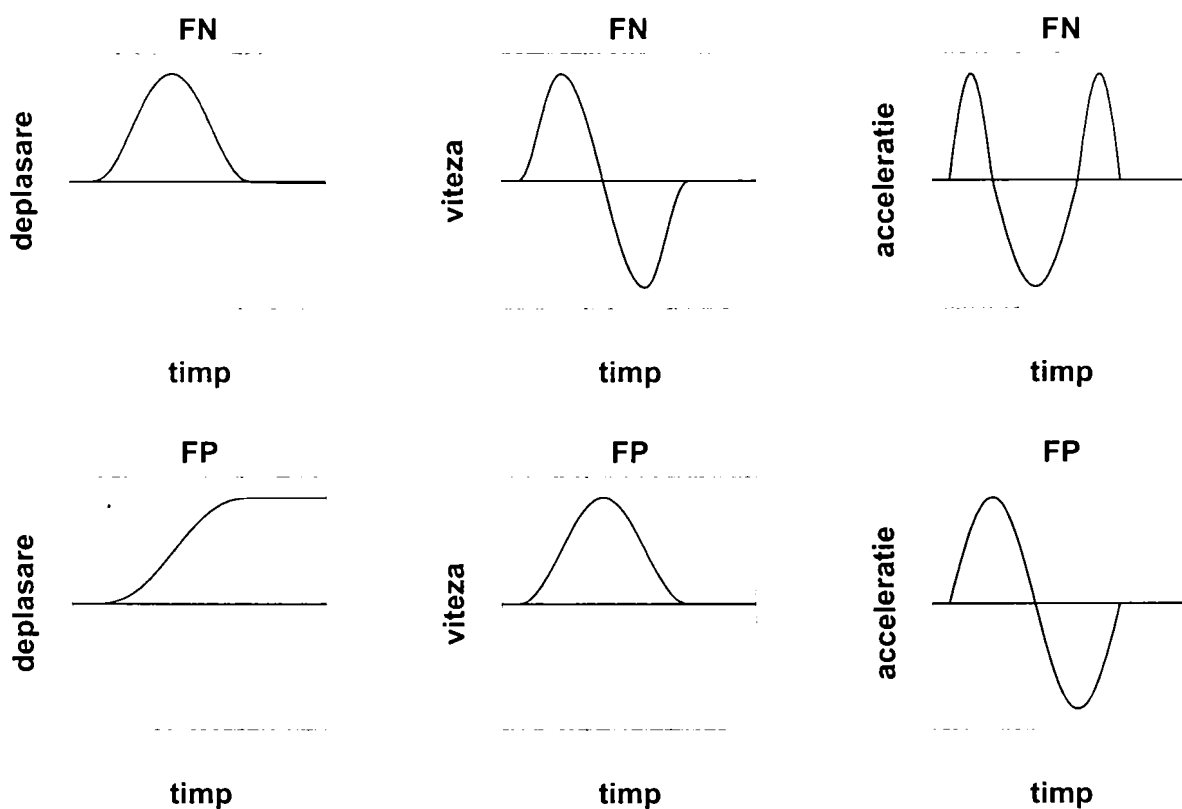 FN FN FN
deplasare viteza acceleratie
timp timp timp
FP FP FP
deplasare viteza acceleratie
timp timp timp